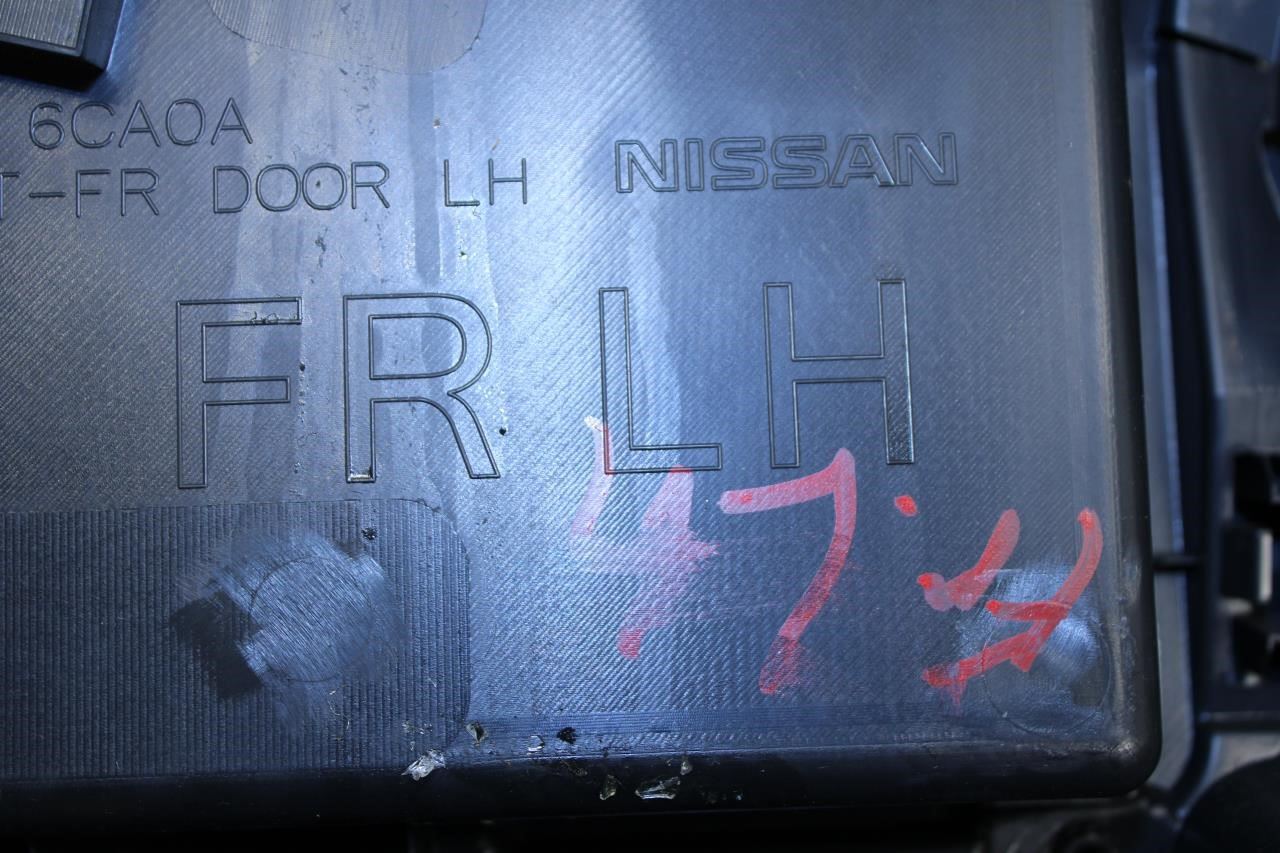 6CA0A
T-FR DOOR LH
NISSAN
FR LH
47.